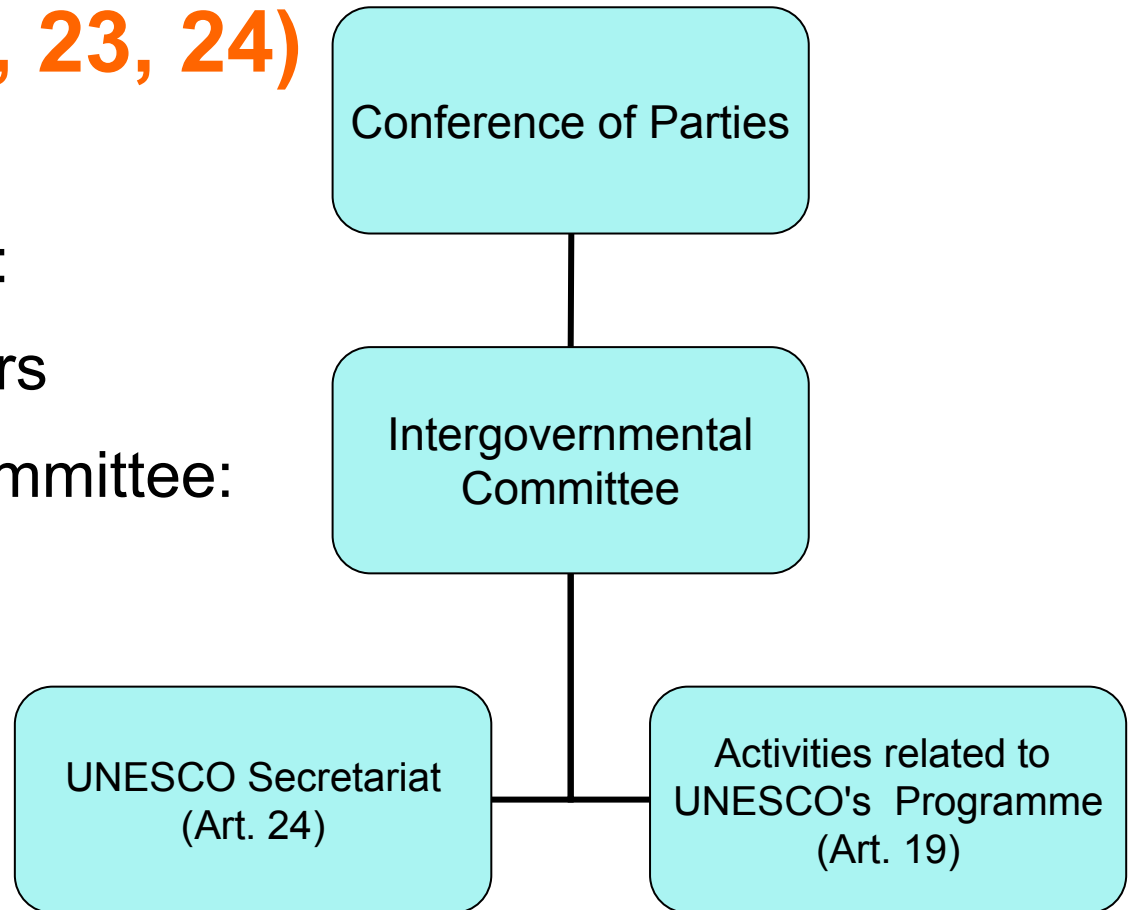 , 23, 24)
:
rs
mmittee:
Conference of Parties
Intergovernmental
Committee
UNESCO Secretariat
(Art. 24)
Activities related to
UNESCO's  Programme
(Art. 19)